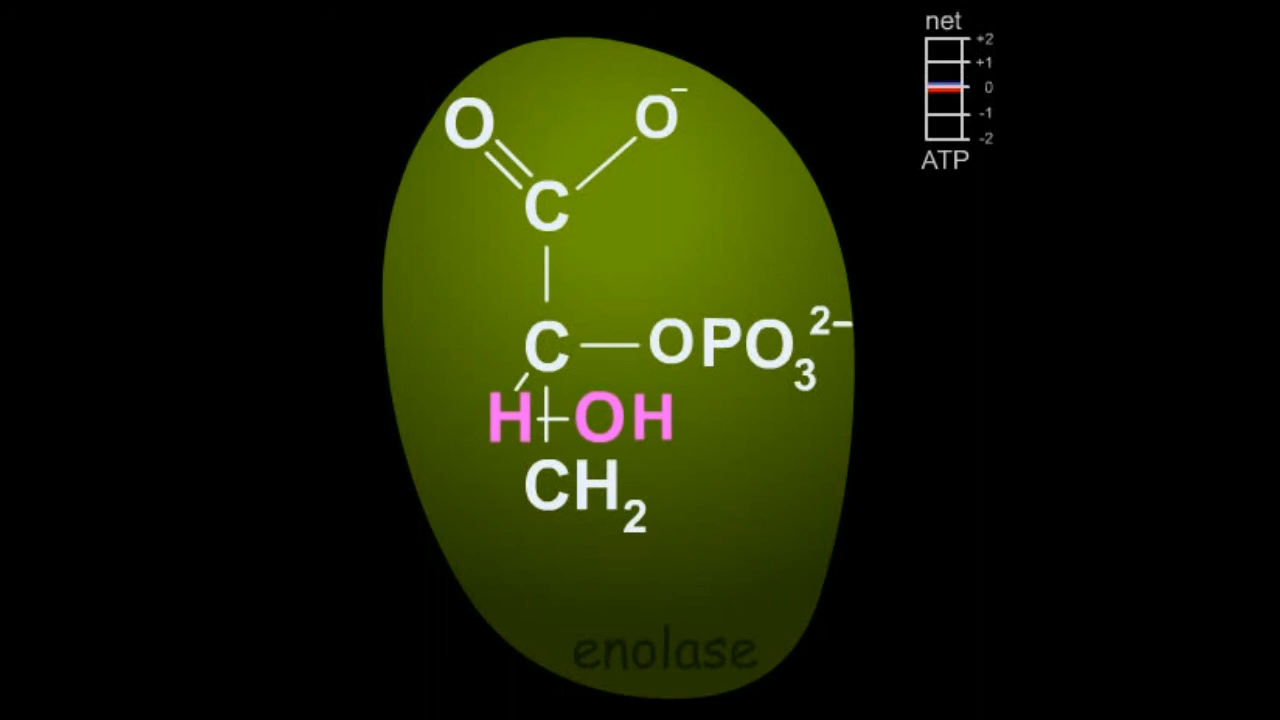 net
+2
+1
0
-1
-2
ATP
O O⁻
C
C—OPO₃²⁻
H+OH
CH₂
enolase